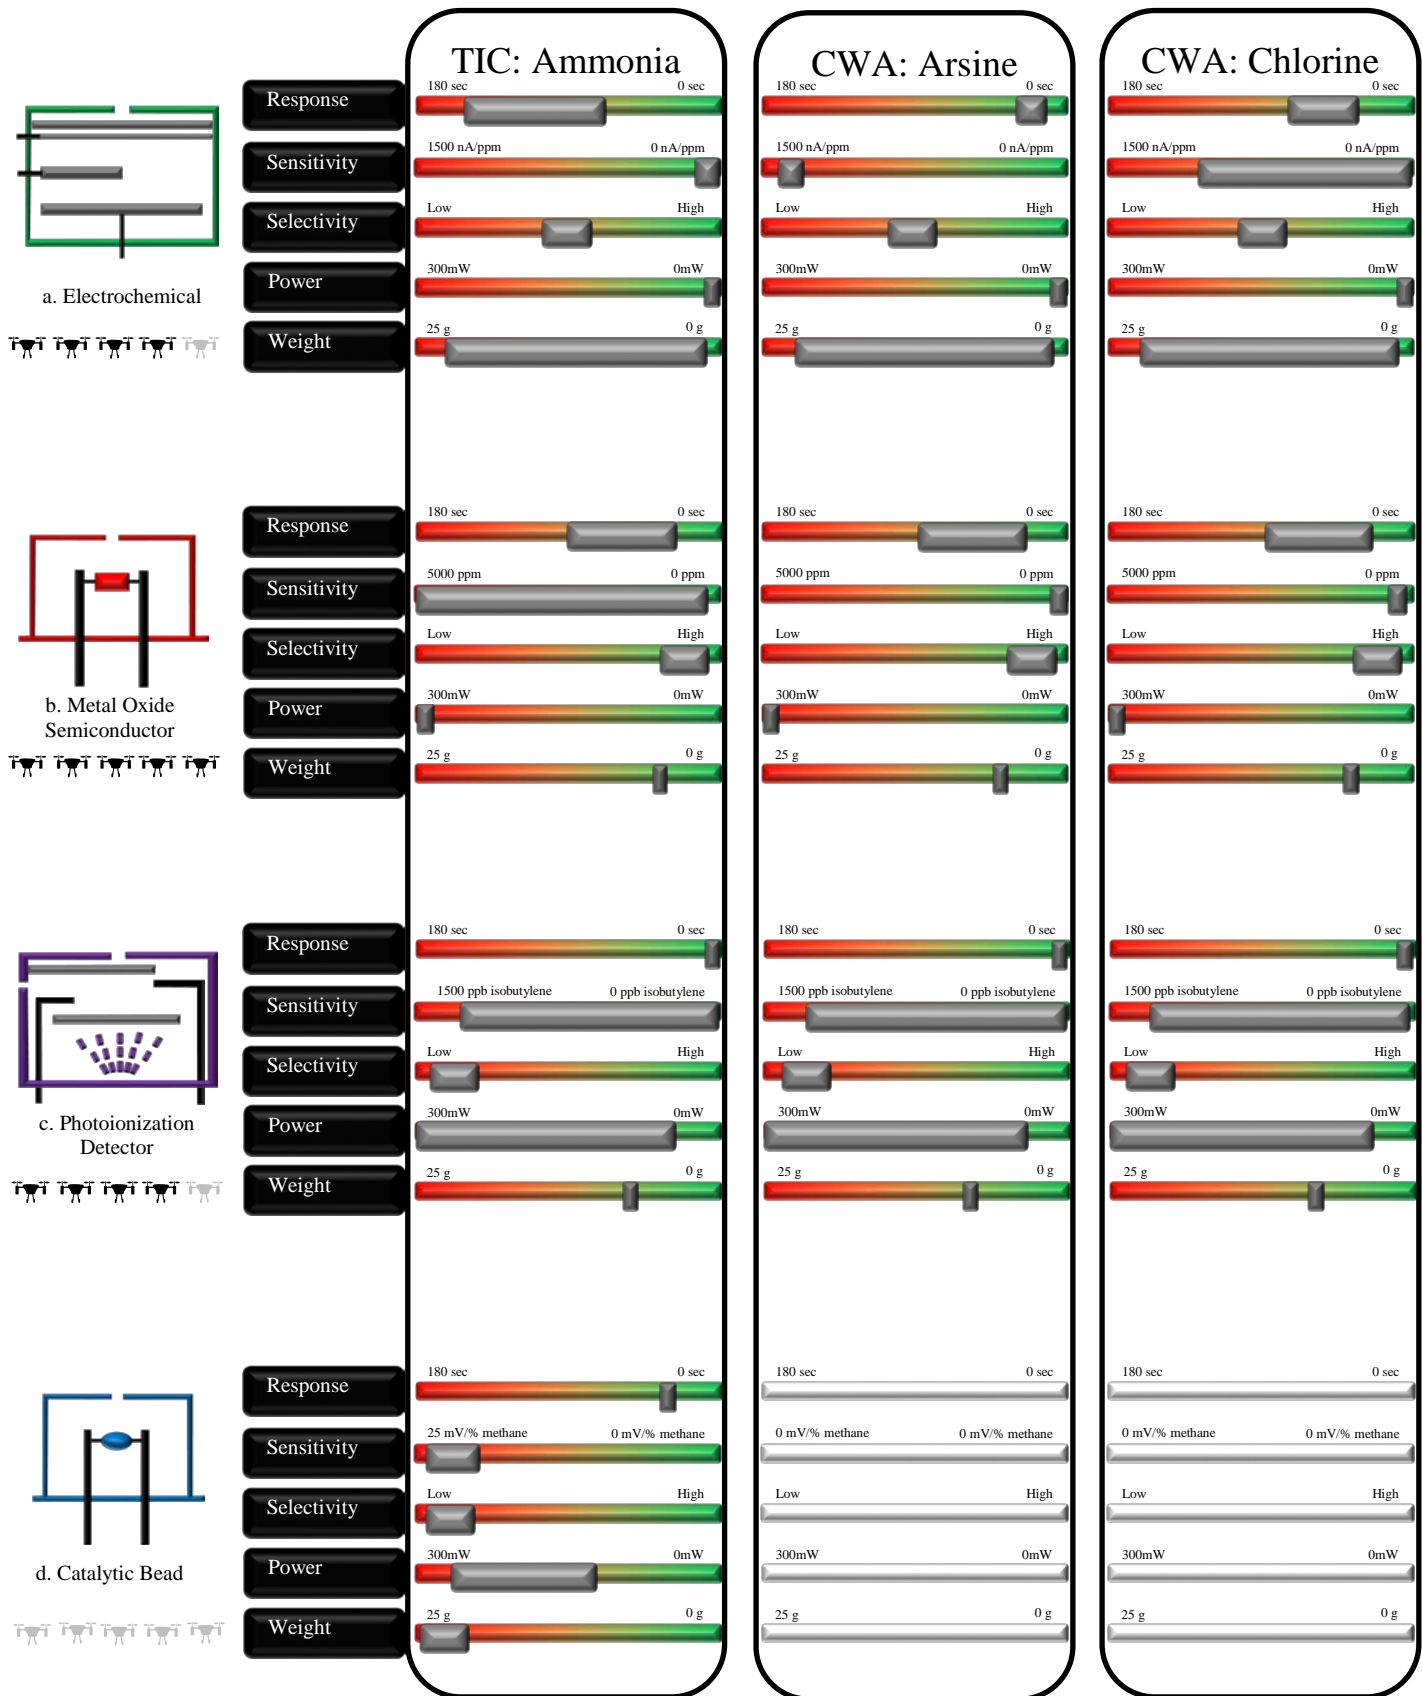 TIC: Ammonia
CWA: Arsine
CWA: Chlorine
Response
180 sec 0 sec
180 sec 0 sec
180 sec 0 sec
Sensitivity
1500 nA/ppm 0 nA/ppm
1500 nA/ppm 0 nA/ppm
1500 nA/ppm 0 nA/ppm
Selectivity
Low High
Low High
Low High
Power
300mW 0mW
300mW 0mW
300mW 0mW
a. Electrochemical
Weight
25 g 0 g
25 g 0 g
25 g 0 g
Response
180 sec 0 sec
180 sec 0 sec
180 sec 0 sec
Sensitivity
5000 ppm 0 ppm
5000 ppm 0 ppm
5000 ppm 0 ppm
Selectivity
Low High
Low High
Low High
Power
300mW 0mW
300mW 0mW
300mW 0mW
b. Metal Oxide
Semiconductor
Weight
25 g 0 g
25 g 0 g
25 g 0 g
Response
180 sec 0 sec
180 sec 0 sec
180 sec 0 sec
Sensitivity
1500 ppb isobutylene 0 ppb isobutylene
1500 ppb isobutylene 0 ppb isobutylene
1500 ppb isobutylene 0 ppb isobutylene
Selectivity
Low High
Low High
Low High
Power
300mW 0mW
300mW 0mW
300mW 0mW
c. Photoionization
Detector
Weight
25 g 0 g
25 g 0 g
25 g 0 g
Response
180 sec 0 sec
180 sec 0 sec
180 sec 0 sec
Sensitivity
25 mV/% methane 0 mV/% methane
0 mV/% methane 0 mV/% methane
0 mV/% methane 0 mV/% methane
Selectivity
Low High
Low High
Low High
Power
300mW 0mW
300mW 0mW
300mW 0mW
d. Catalytic Bead
Weight
25 g 0 g
25 g 0 g
25 g 0 g